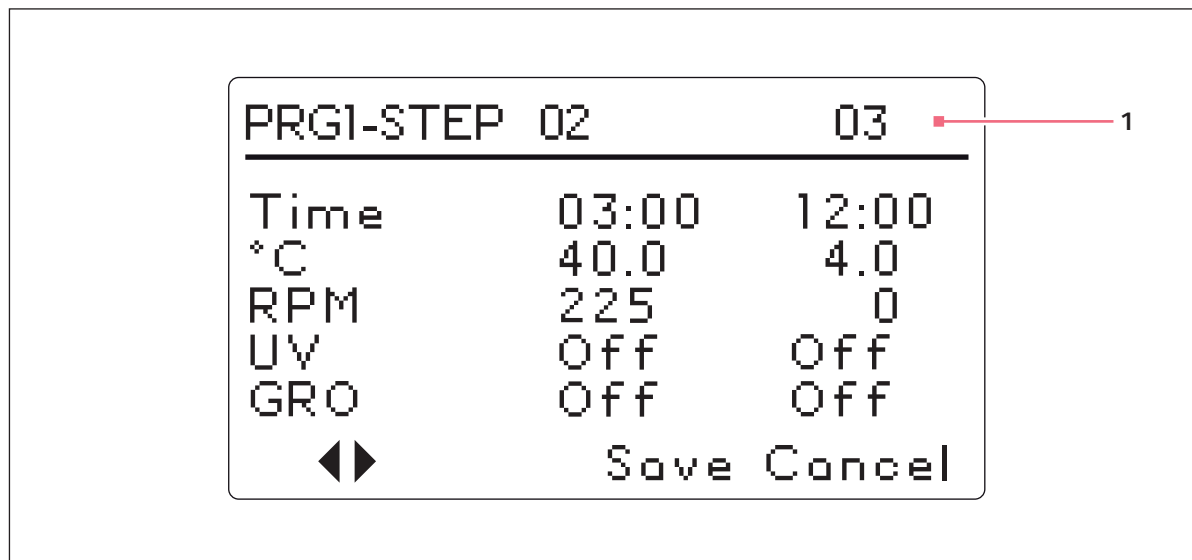 PRG1-STEP 02 03 1
Time 03:00 12:00
°C 40.0 4.0
RPM 225 0
UV Off Off
GRO Off Off
Save Cancel